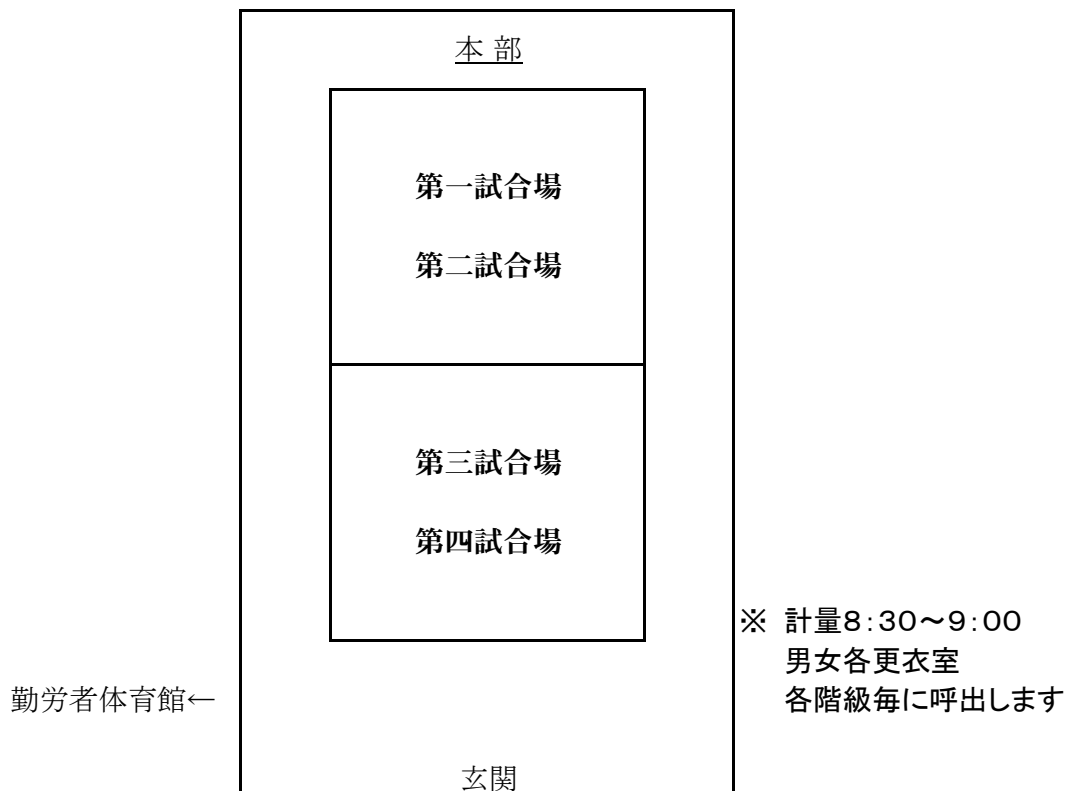 本 部
第一試合場
第二試合場
第三試合場
第四試合場
※ 計量8:30～9:00
男女各更衣室
勤労者体育館←
各階級毎に呼出します
玄関